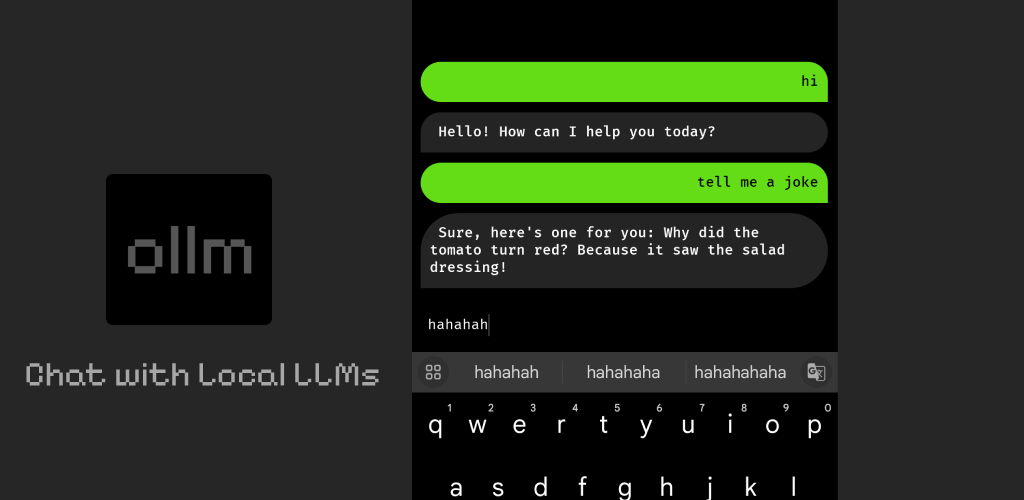 ollm
Chat with Local LLMs
hi
Hello! How can I help you today?
tell me a joke
Sure, here's one for you: Why did the
tomato turn red? Because it saw the salad
dressing!
hahahah
hahahah hahahaha hahahahaha
1 2 3 4 5 6 7 8 9 0
q w e r t y u i o p
a s d f g h j k l